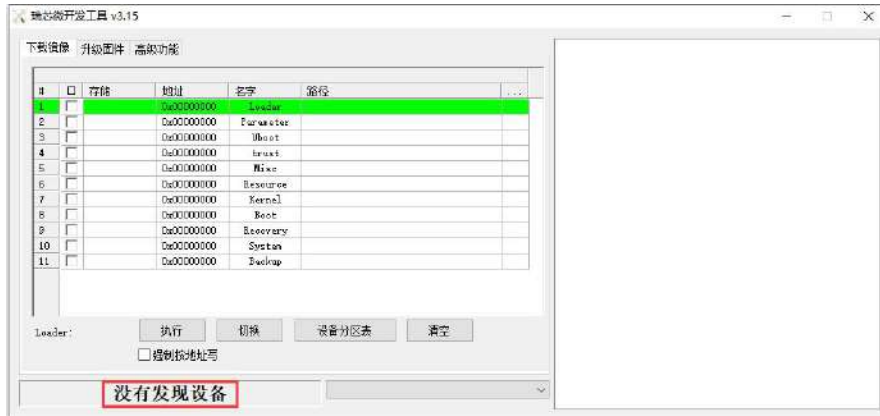 瑞芯微开发工具 v3.15
下载镜像 升级固件 高级功能
# 口 存储 地址 名字 路径 ...
1 0x00000000 Loader
2 0x00000000 Parameter
3 0x00000000 Uboot
4 0x00000000 trust
5 0x00000000 Misc
6 0x00000000 Resource
7 0x00000000 Kernel
8 0x00000000 Boot
9 0x00000000 Recovery
10 0x00000000 System
11 0x00000000 Backup
Loader: 执行 切换 设备分区表 清空
强制按地址写
没有发现设备